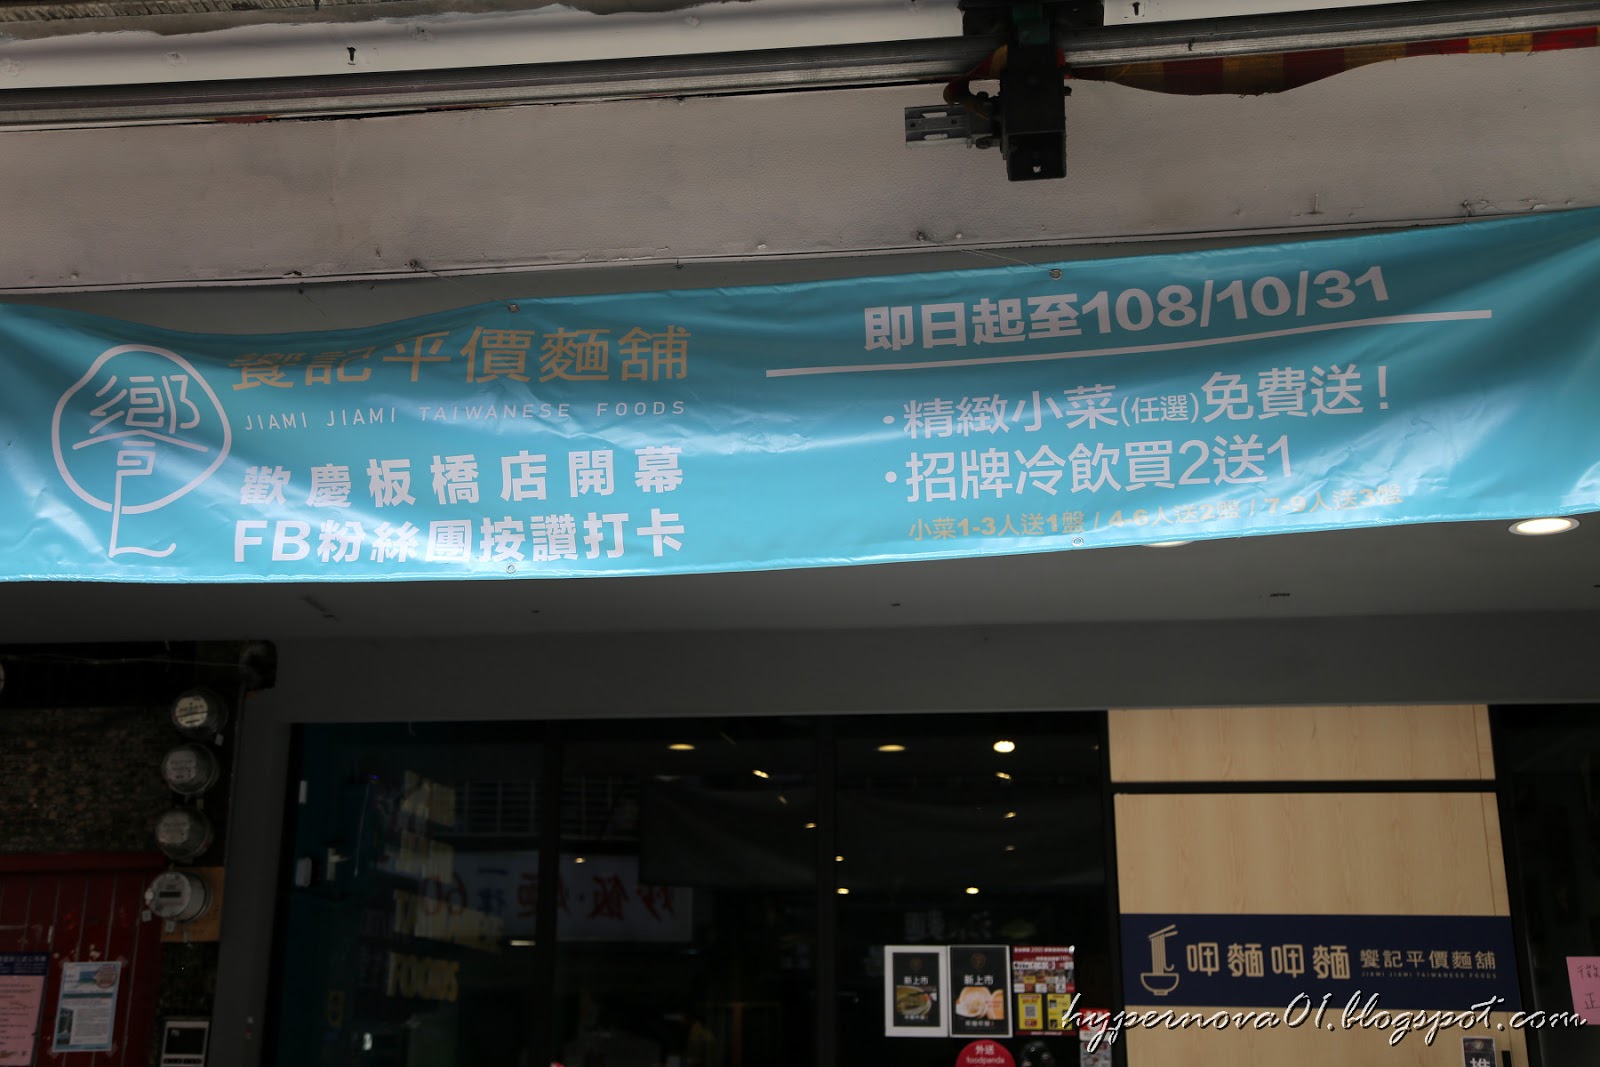 饗
饗記平價麵舖
JIAMI JIAMI TAIWANESE FOODS
歡慶板橋店開幕
FB粉絲團按讚打卡
即日起至108/10/31
·精緻小菜(任選)免費送!
·招牌冷飲買2送1
小菜1-3人送1盤 / 4-6人送2盤 / 7-9人送3盤
FOODS
新上市
新上市
外送
foodpanda
呷麵呷麵 饗記平價麵舖
JIAMI JIAMI TAIWANESE FOODS
hypernova01.blogspot.com